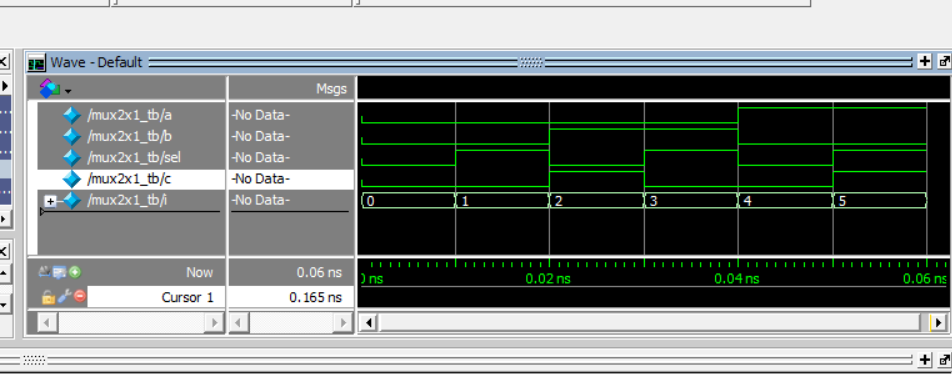 Wave - Default
Msgs
/mux2x1_tb/a -No Data-
/mux2x1_tb/b -No Data-
/mux2x1_tb/sel -No Data-
/mux2x1_tb/c -No Data-
/mux2x1_tb/i -No Data- 0 1 2 3 4 5
Now 0.06 ns ns 0.02 ns 0.04 ns 0.06 ns
Cursor 1 0.165 ns